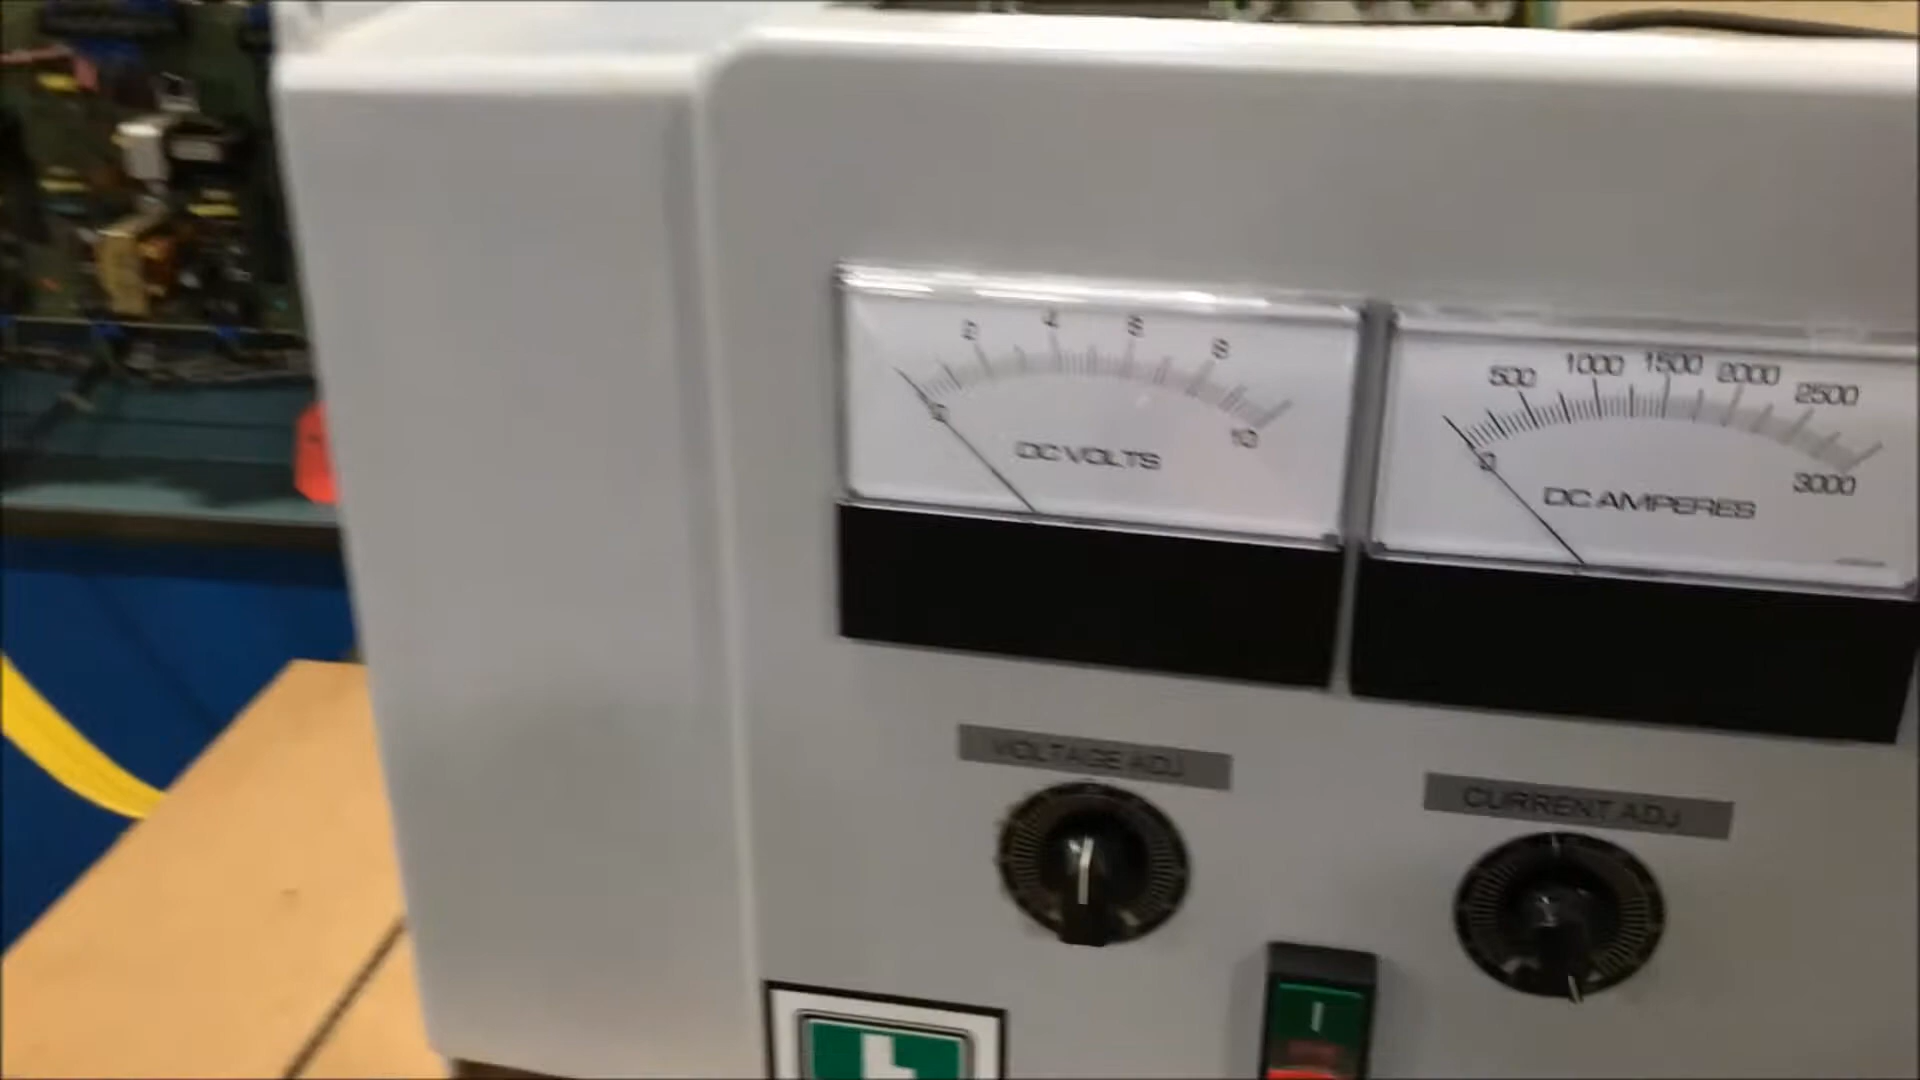 2 4 6 8
0 10
DC VOLTS
500 1000 1500 2000 2500
0 3000
DC AMPERES
VOLTAGE ADJ
CURRENT ADJ
I